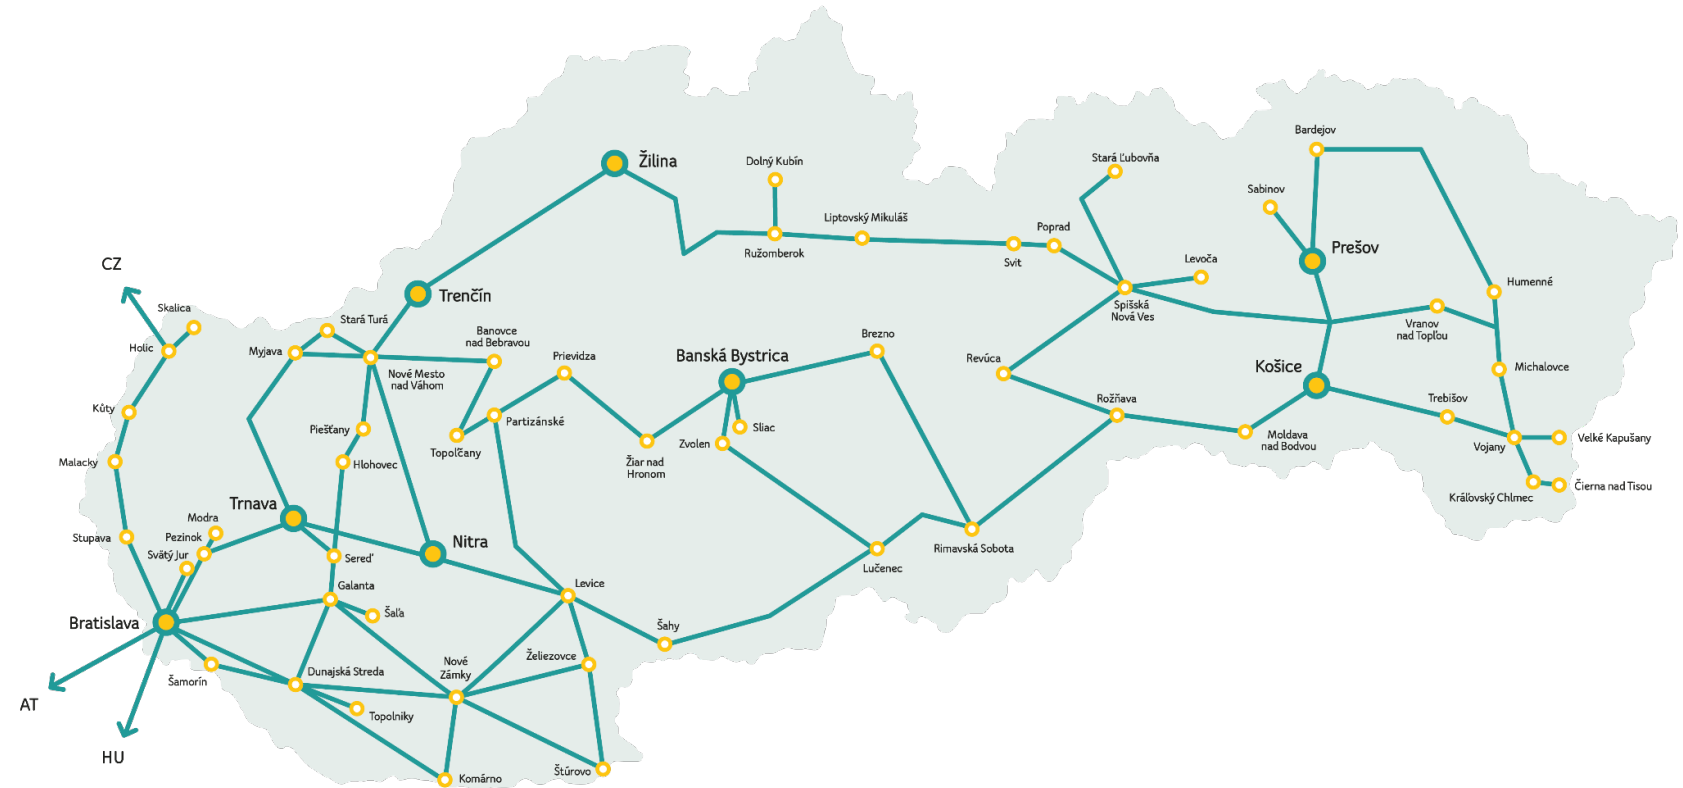 Bardejov
Stará Ľubovňa
Žilina
Dolný Kubín
Sabinov
Liptovský Mikuláš
Poprad
Prešov
Ružomberok
Svit
Levoča
CZ
Humenné
Trenčín
Skalica
Stará Turá
Spišská
Nová Ves
Vranov
nad Topľou
Banovce
nad Bebravou
Brezno
Holic
Myjava
Prievidza
Banská Bystrica
Revúca
Košice
Michalovce
Nové Mesto
nad Váhom
Kúty
Rožňava
Trebišov
Piešťany
Partizánské
Sliac
Topoľčany
Zvolen
Moldava
nad Bodvou
Vojany
Velké Kapušany
Malacky
Hlohovec
Žiar nad
Hronom
Čierna nad Tisou
Kráľovský Chlmec
Trnava
Modra
Stupava
Pezinok
Svätý Jur
Nitra
Rimavská Sobota
Sereď
Lučenec
Galanta
Levice
Šaľa
Bratislava
Šahy
Šamorín
Dunajská Streda
Nové
Zámky
Želiezovce
AT
Topolniky
HU
Komárno
Štúrovo